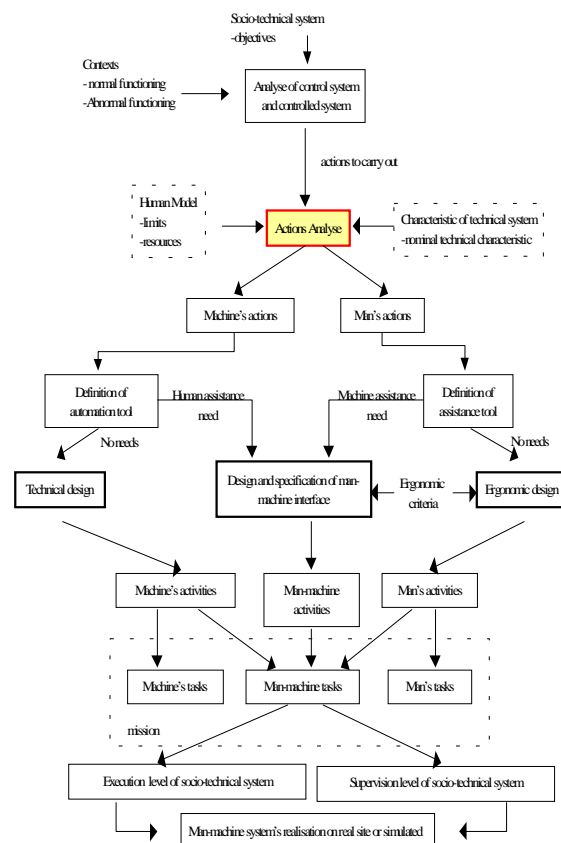 Socio-technical system
-objectives
Contexts
- normal functioning
-Abnormal functioning
Analyse of control system
and controlled system
actions to carry out
Human Model
-limits
-resources
Actions Analyse
Characteristic of technical system
-nominal technical characteristic
Machine's actions
Man's actions
Definition of
automation tool
Human assistance
need
Machine assistance
need
Definition of
assistance tool
No needs
No needs
Technical design
Design and specification of man-
machine interface
Ergonomic
criteria
Ergonomic design
Machine's activities
Man-machine
activities
Man's activities
Machine's tasks
Man-machine tasks
Man's tasks
mission
Execution level of socio-technical system
Supervision level of socio-technical system
Man-machine system's realisation on real site or simulated